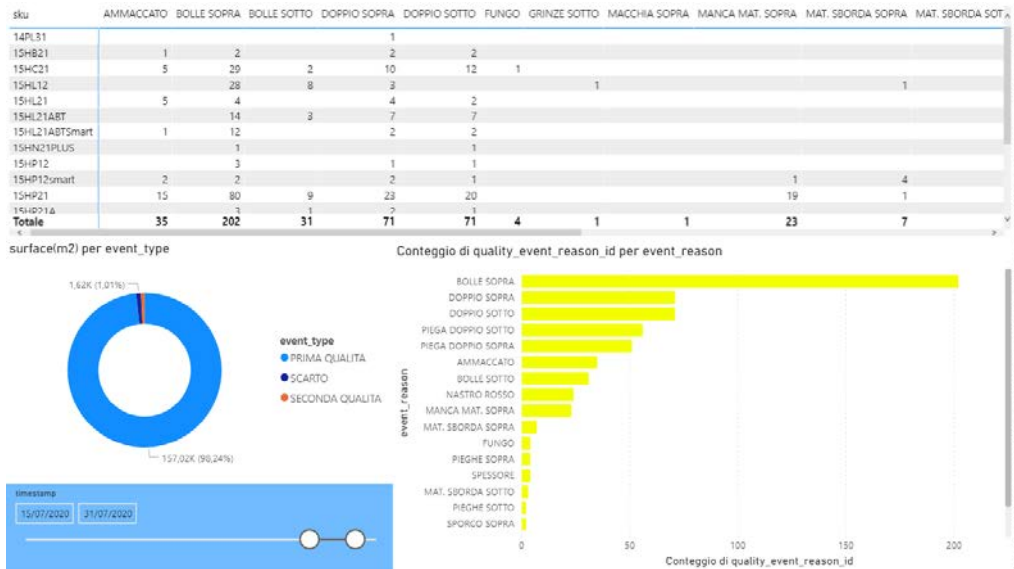 sku AMMACCATO BOLLE SOPRA BOLLE SOTTO DOPPIO SOPRA DOPPIO SOTTO FUNGO GRINZE SOTTO MACCHIA SOPRA MANCA MAT. SOPRA MAT. SBORDA SOPRA MAT. SBORDA SOT
14PL31 1
15HB21 1 2 2 2
15HC21 5 29 2 10 12 1
15HL12 28 8 3 1 1
15HL21 5 4 4 2
15HL21ABT 14 3 7 7
15HL21ABTSmart 1 12 2 2
15HN21PLUS 1 1
15HP12 3 1 1
15HP12smart 2 2 2 1 1 4
15HP21 15 80 9 23 20 19 1
15HP21A 3 1 2 1
Totale 35 202 31 71 71 4 1 1 23 7
surface(m2) per event_type
1,62K (1,01%)
157,02K (98,24%)
event_type
PRIMA QUALITA
SCARTO
SECONDA QUALITA
timestamp
15/07/2020 31/07/2020
Conteggio di quality_event_reason_id per event_reason
event_reason
BOLLE SOPRA
DOPPIO SOPRA
DOPPIO SOTTO
PIEGA DOPPIO SOTTO
PIEGA DOPPIO SOPRA
AMMACCATO
BOLLE SOTTO
NASTRO ROSSO
MANCA MAT. SOPRA
MAT. SBORDA SOPRA
FUNGO
PIEGHE SOPRA
SPESSORE
MAT. SBORDA SOTTO
PIEGHE SOTTO
SPORCO SOPRA
0 50 100 150 200
Conteggio di quality_event_reason_id